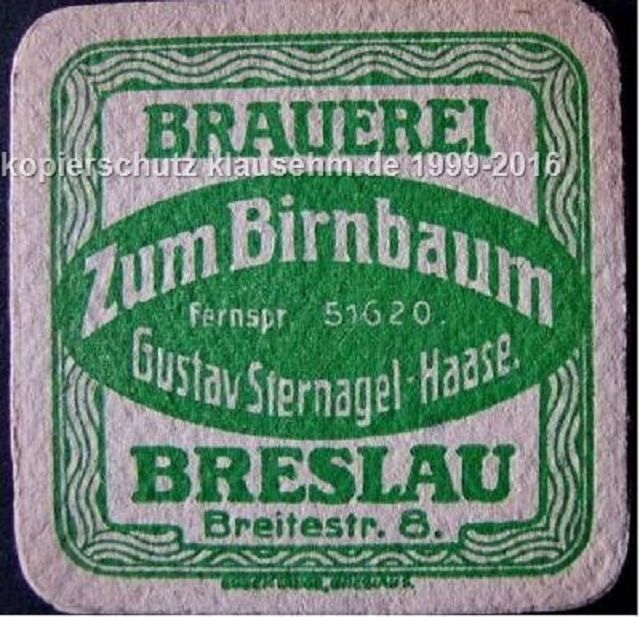 BRAUEREI
kopierschutz klausehm.de 1999-2016
Zum Birnbaum
Fernspr. 51620.
Gustav Sternagel-Haase.
BRESLAU
Breitestr. 8.